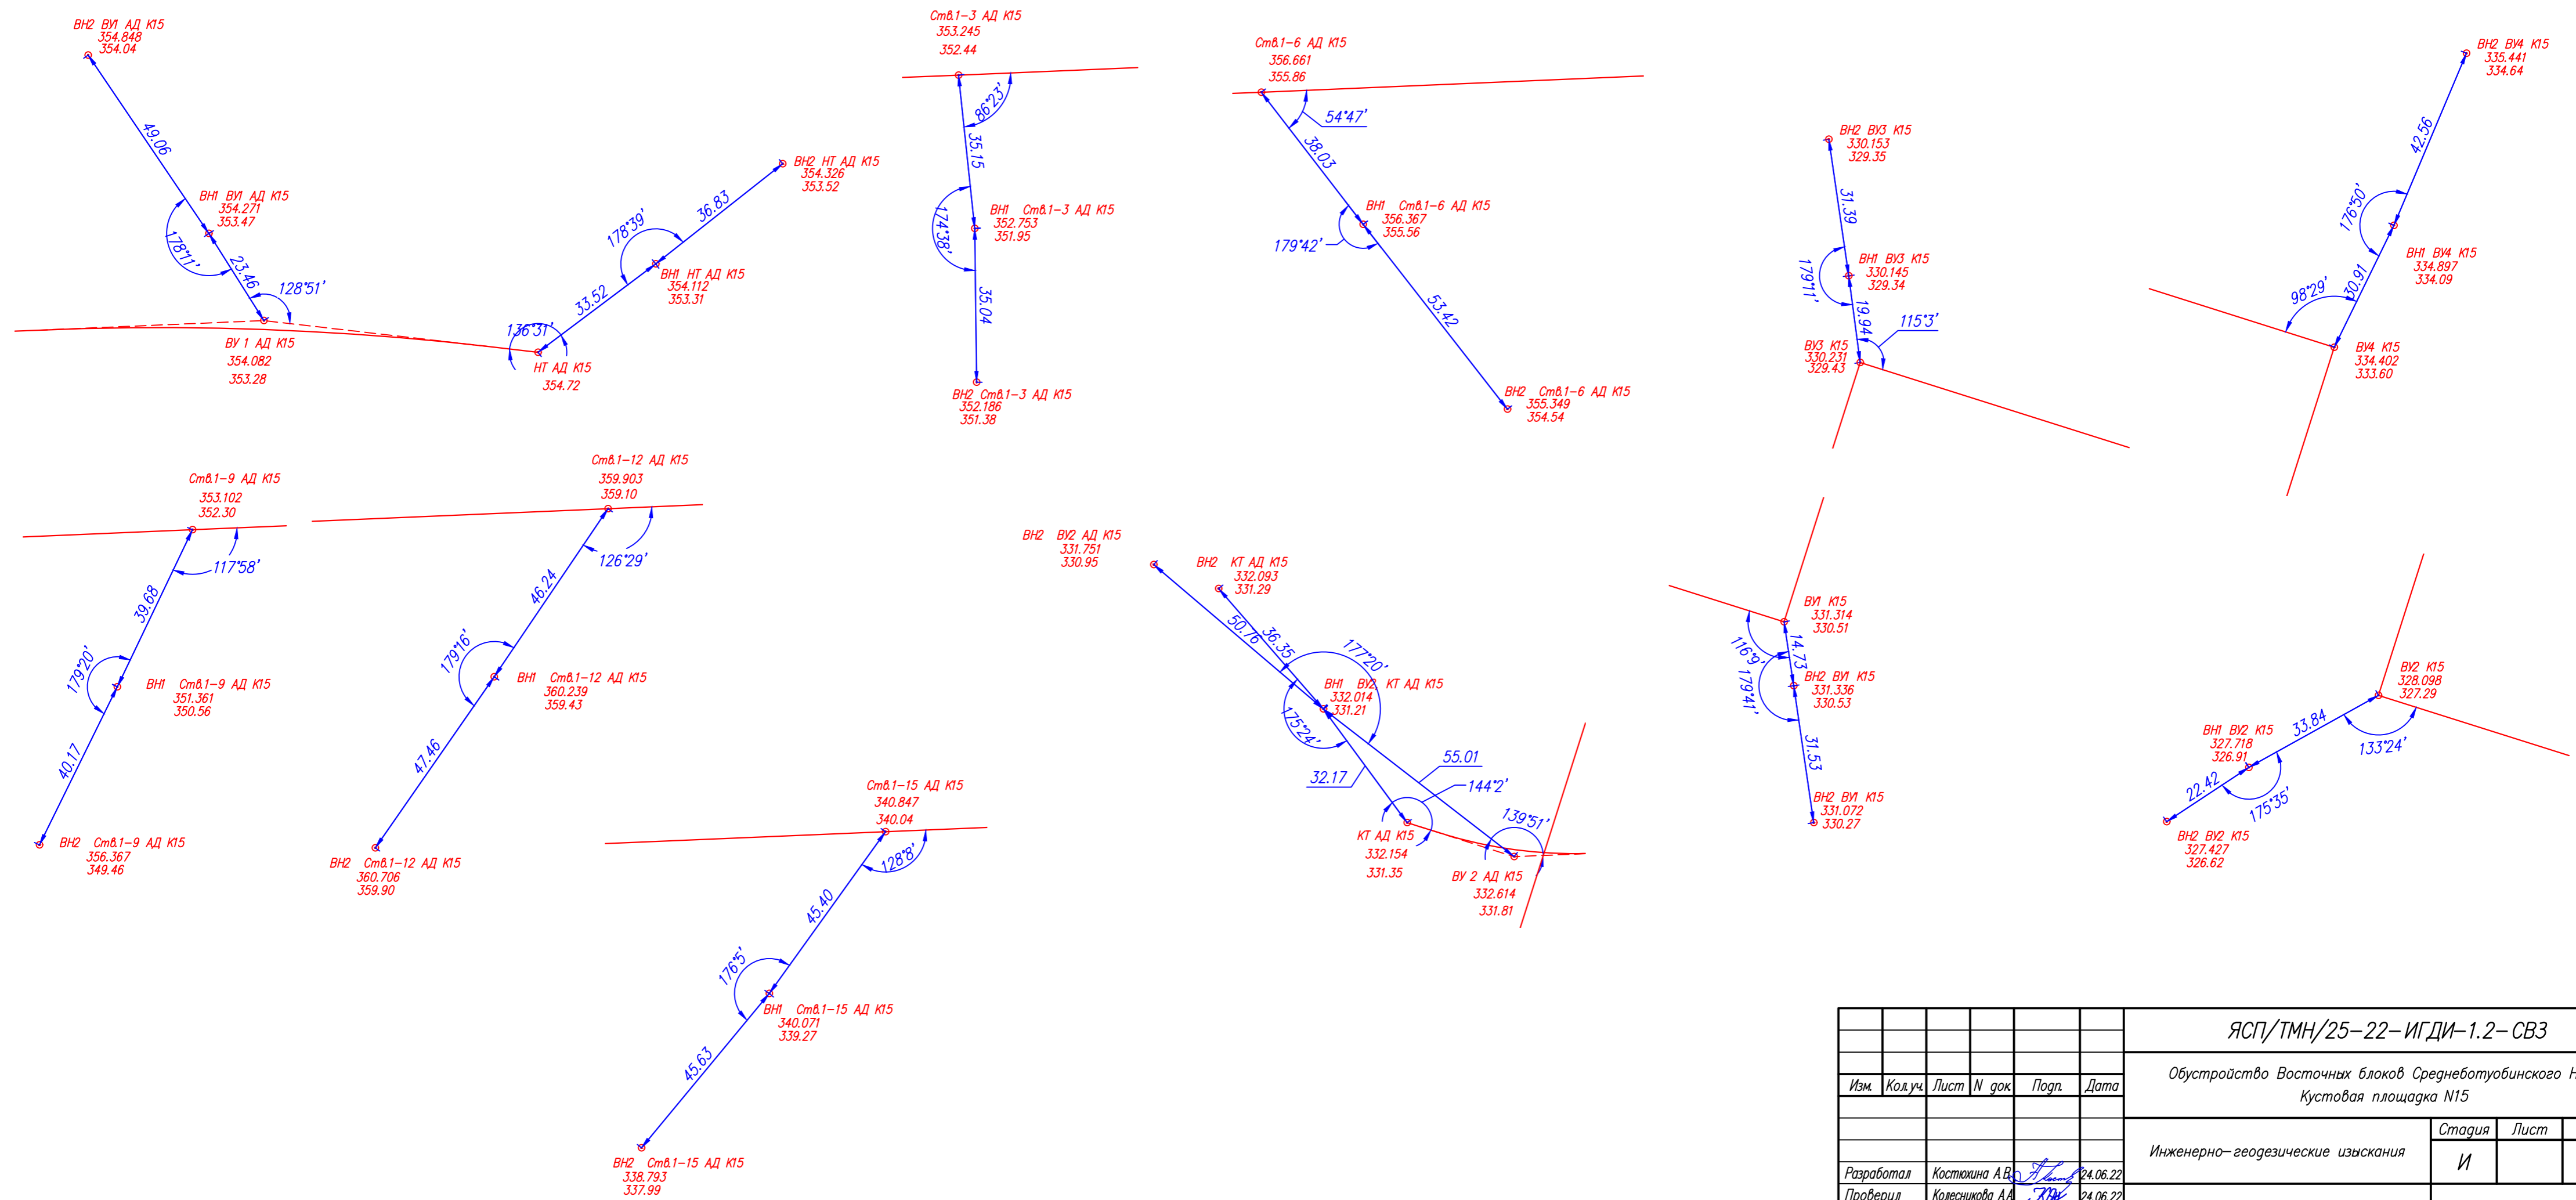 ВН2 ВУ1 АД К15
354.848
354.04
49.06
ВН1 ВУ1 АД К15
354.271
353.47
178°11'
23.46
128°51'
ВУ 1 АД К15
354.082
353.28
ВН2 НТ АД К15
354.326
353.52
36.83
178°39'
ВН1 НТ АД К15
354.112
353.31
33.52
136°31'
НТ АД К15
354.72
Ств.1-3 АД К15
353.245
352.44
86°23'
35.15
174°38'
ВН1 Ств.1-3 АД К15
352.753
351.95
35.04
ВН2 Ств.1-3 АД К15
352.186
351.38
Ств.1-6 АД К15
356.661
355.86
54°47'
38.03
ВН1 Ств.1-6 АД К15
356.367
355.56
179°42'
53.42
ВН2 Ств.1-6 АД К15
355.349
354.54
ВН2 ВУ3 К15
330.153
329.35
31.39
ВН1 ВУ3 К15
330.145
329.34
179°11'
19.94
115°3'
ВУ3 К15
330.231
329.43
ВН2 ВУ4 К15
335.441
334.64
42.56
176°50'
ВН1 ВУ4 К15
334.897
334.09
98°29'
30.91
ВУ4 К15
334.402
333.60
Ств.1-9 АД К15
353.102
352.30
117°58'
39.68
179°20'
ВН1 Ств.1-9 АД К15
351.361
350.56
40.17
ВН2 Ств.1-9 АД К15
356.367
349.46
Ств.1-12 АД К15
359.903
359.10
126°29'
46.24
179°16'
ВН1 Ств.1-12 АД К15
360.239
359.43
47.46
ВН2 Ств.1-12 АД К15
360.706
359.90
Ств.1-15 АД К15
340.847
340.04
128°8'
45.40
176°5'
ВН1 Ств.1-15 АД К15
340.071
339.27
45.63
ВН2 Ств.1-15 АД К15
338.793
337.99
ВН2 ВУ2 АД К15
331.751
330.95
ВН2 КТ АД К15
332.093
331.29
50.76
36.35
177°20'
ВН1 ВУ2 КТ АД К15
332.014
331.21
175°24'
55.01
32.17
144°2'
139°51'
КТ АД К15
332.154
331.35
ВУ 2 АД К15
332.614
331.81
ВУ1 К15
331.314
330.51
116°9'
14.73
ВН2 ВУ1 К15
331.336
330.53
179°41'
31.53
ВН2 ВУ1 К15
331.072
330.27
ВУ2 К15
328.098
327.29
33.84
133°24'
ВН1 ВУ2 К15
327.718
326.91
22.42
175°35'
ВН2 ВУ2 К15
327.427
326.62
ЯСП/ТМН/25-22-ИГДИ-1.2-СВЗ
Обустройство Восточных блоков Среднеботуобинского Н
Кустовая площадка N15
Изм. Кол.уч. Лист N док. Подп. Дата
Инженерно-геодезические изыскания
Стадия Лист
И
Разработал Костюхина А.В. 24.06.22
Проверил Колесникова А.А. 24.06.22